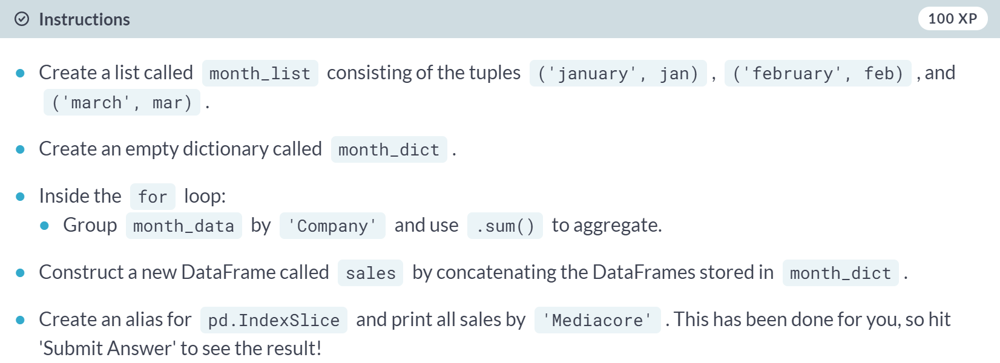 Instructions
100 XP
Create a list called month_list consisting of the tuples ('january', jan) , ('february', feb) , and
('march', mar) .
Create an empty dictionary called month_dict .
Inside the for loop:
Group month_data by 'Company' and use .sum() to aggregate.
Construct a new DataFrame called sales by concatenating the DataFrames stored in month_dict .
Create an alias for pd.IndexSlice and print all sales by 'Mediacore' . This has been done for you, so hit
'Submit Answer' to see the result!